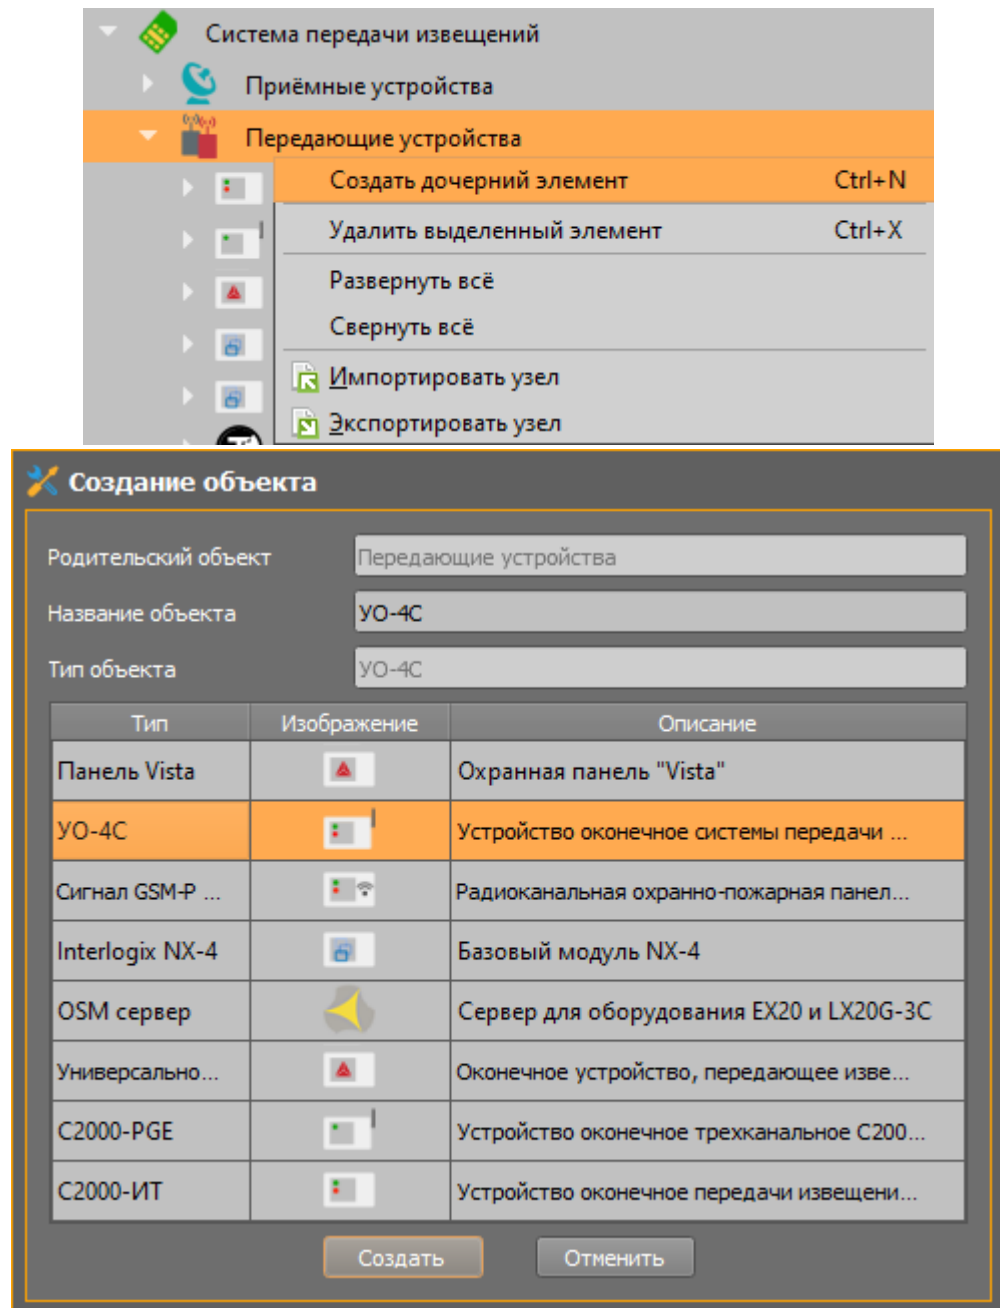 Система передачи извещений
Приёмные устройства
Передающие устройства
Создать дочерний элемент Ctrl+N
Удалить выделенный элемент Ctrl+X
Развернуть всё
Свернуть всё
Импортировать узел
Экспортировать узел
Создание объекта
Родительский объект Передающие устройства
Название объекта УО-4С
Тип объекта УО-4С
Тип Изображение Описание
Панель Vista Охранная панель "Vista"
УО-4С Устройство оконечное системы передачи ...
Сигнал GSM-P ... Радиоканальная охранно-пожарная панел...
Interlogix NX-4 Базовый модуль NX-4
OSM сервер Сервер для оборудования EX20 и LX20G-3C
Универсально... Оконечное устройство, передающее изве...
С2000-PGE Устройство оконечное трехканальное С200...
С2000-ИТ Устройство оконечное передачи извещени...
Создать Отменить